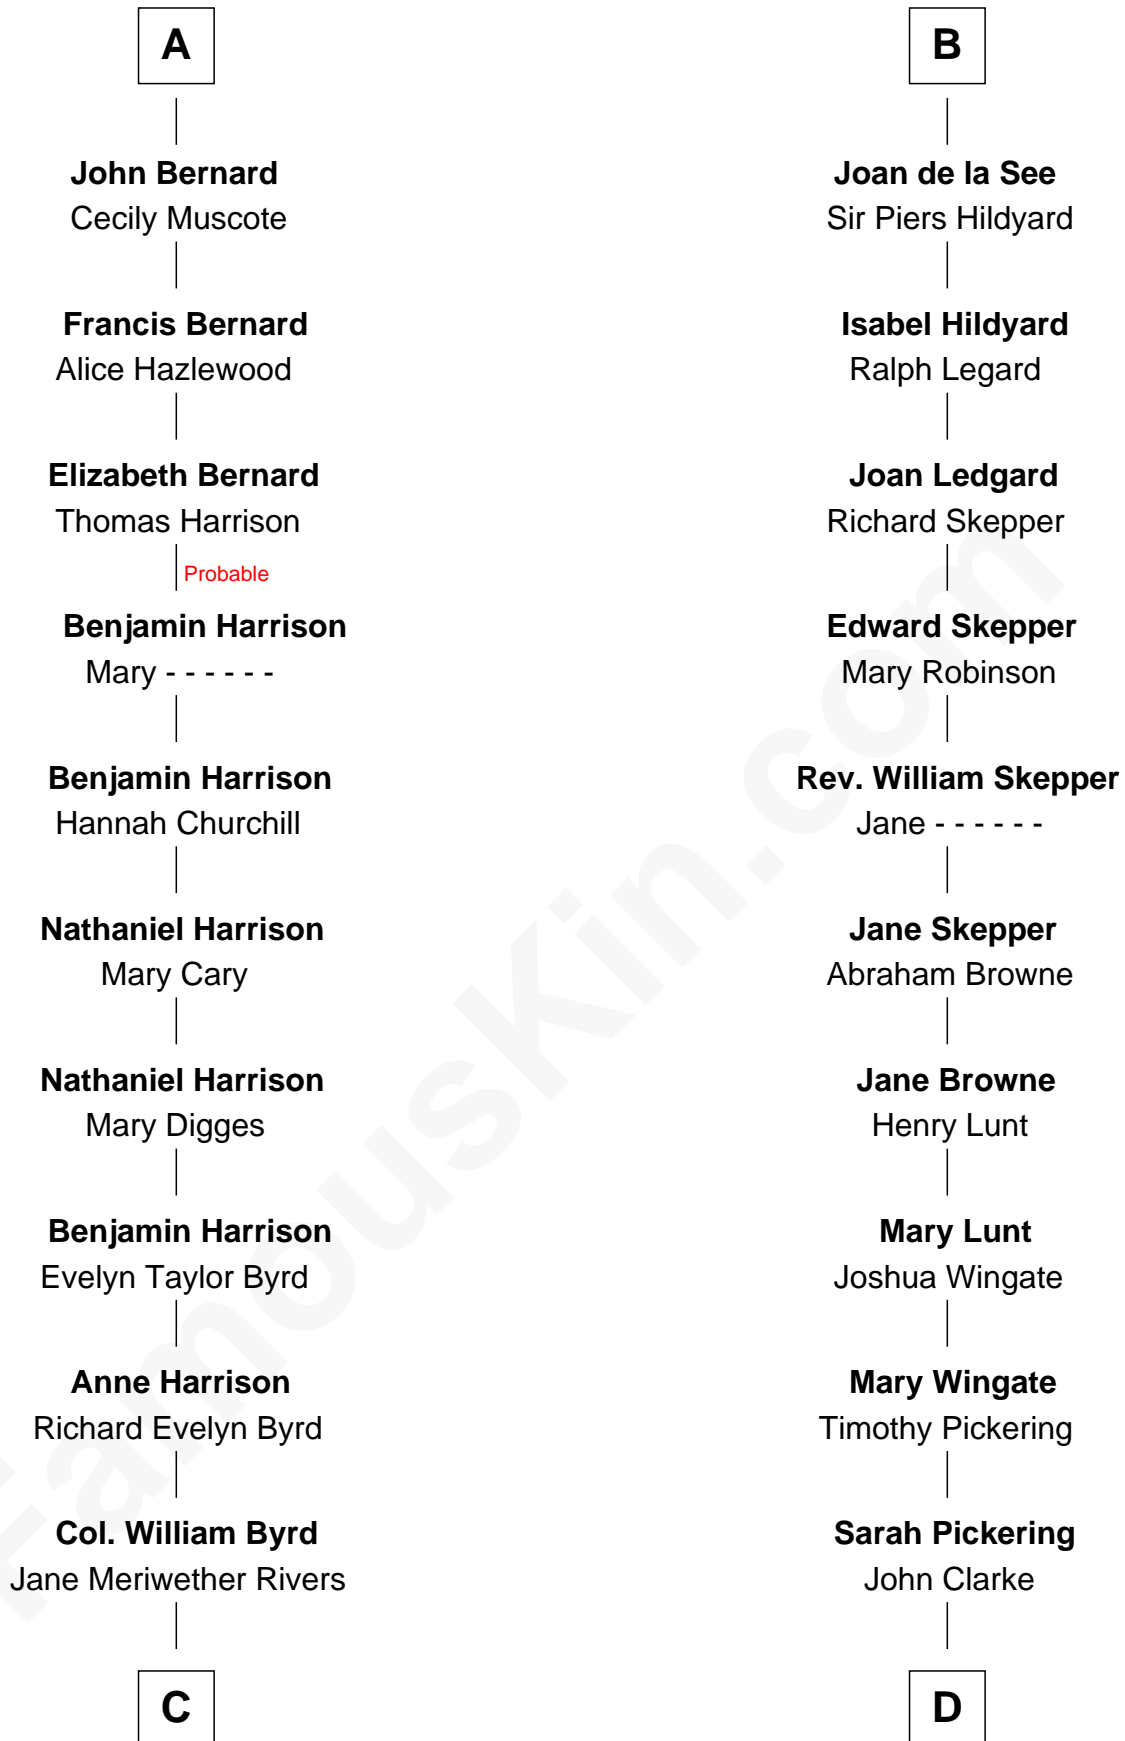 A
John Bernard
Cecily Muscote
Francis Bernard
Alice Hazlewood
Elizabeth Bernard
Thomas Harrison
Probable
Benjamin Harrison
Mary - - - - - -
Benjamin Harrison
Hannah Churchill
Nathaniel Harrison
Mary Cary
Nathaniel Harrison
Mary Digges
Benjamin Harrison
Evelyn Taylor Byrd
Anne Harrison
Richard Evelyn Byrd
Col. William Byrd
Jane Meriwether Rivers
C
B
Joan de la See
Sir Piers Hildyard
Isabel Hildyard
Ralph Legard
Joan Ledgard
Richard Skepper
Edward Skepper
Mary Robinson
Rev. William Skepper
Jane - - - - - -
Jane Skepper
Abraham Browne
Jane Browne
Henry Lunt
Mary Lunt
Joshua Wingate
Mary Wingate
Timothy Pickering
Sarah Pickering
John Clarke
D
FamousKin.com